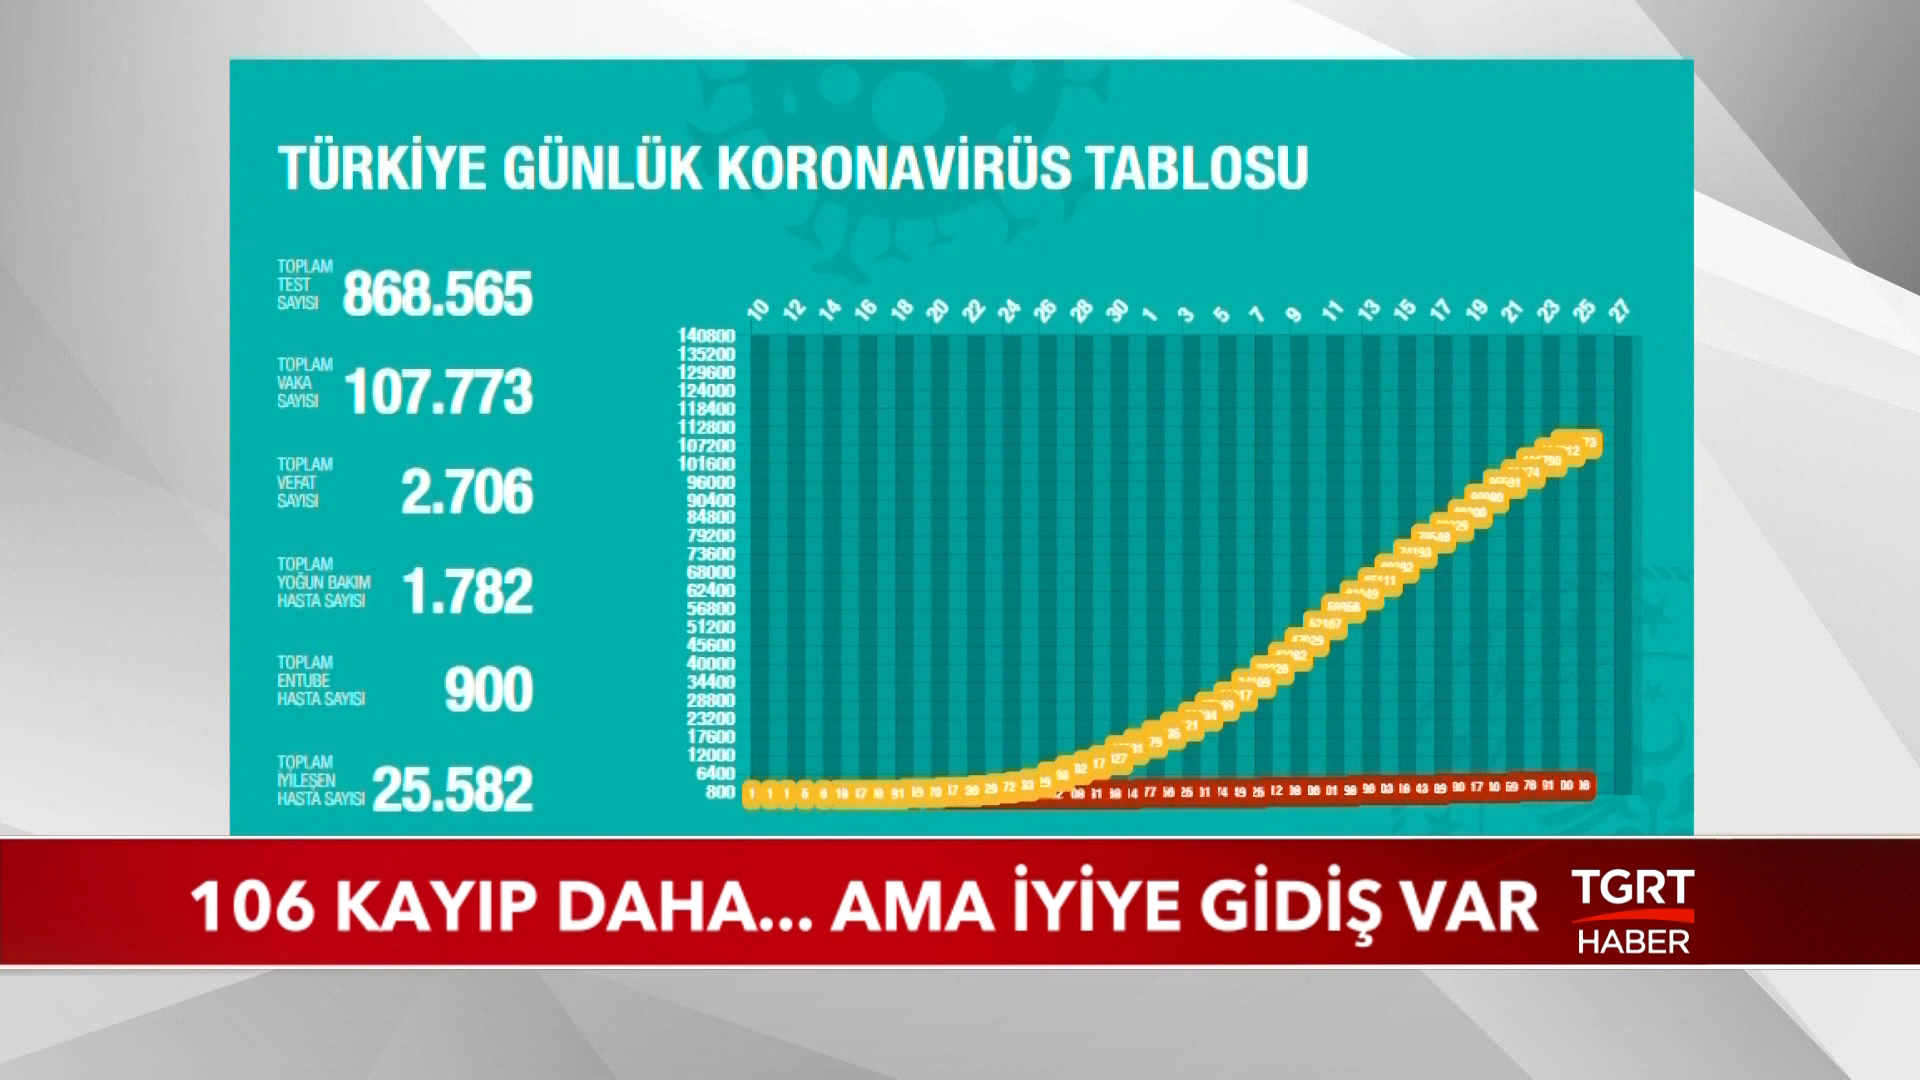 TÜRKİYE GÜNLÜK KORONAVİRÜS TABLOSU
TOPLAM
TEST
SAYISI
868.565
TOPLAM
VAKA
SAYISI
107.773
TOPLAM
VEFAT
SAYISI
2.706
TOPLAM
YOĞUN BAKIM
HASTA SAYISI
1.782
TOPLAM
ENTUBE
HASTA SAYISI
900
TOPLAM
İYİLEŞEN
HASTA SAYISI
25.582
10 12 14 16 18 20 22 24 26 28 30 1 3 5 7 9 11 13 15 17 19 21 23 25 27
140800
135200
129600
124000
118400
112800
107200
101600
96000
90400
84800
79200
73600
68000
62400
56800
51200
45600
40000
34400
28800
23200
17600
12000
6400
800
106 KAYIP DAHA... AMA İYİYE GİDİŞ VAR
TGRT
HABER